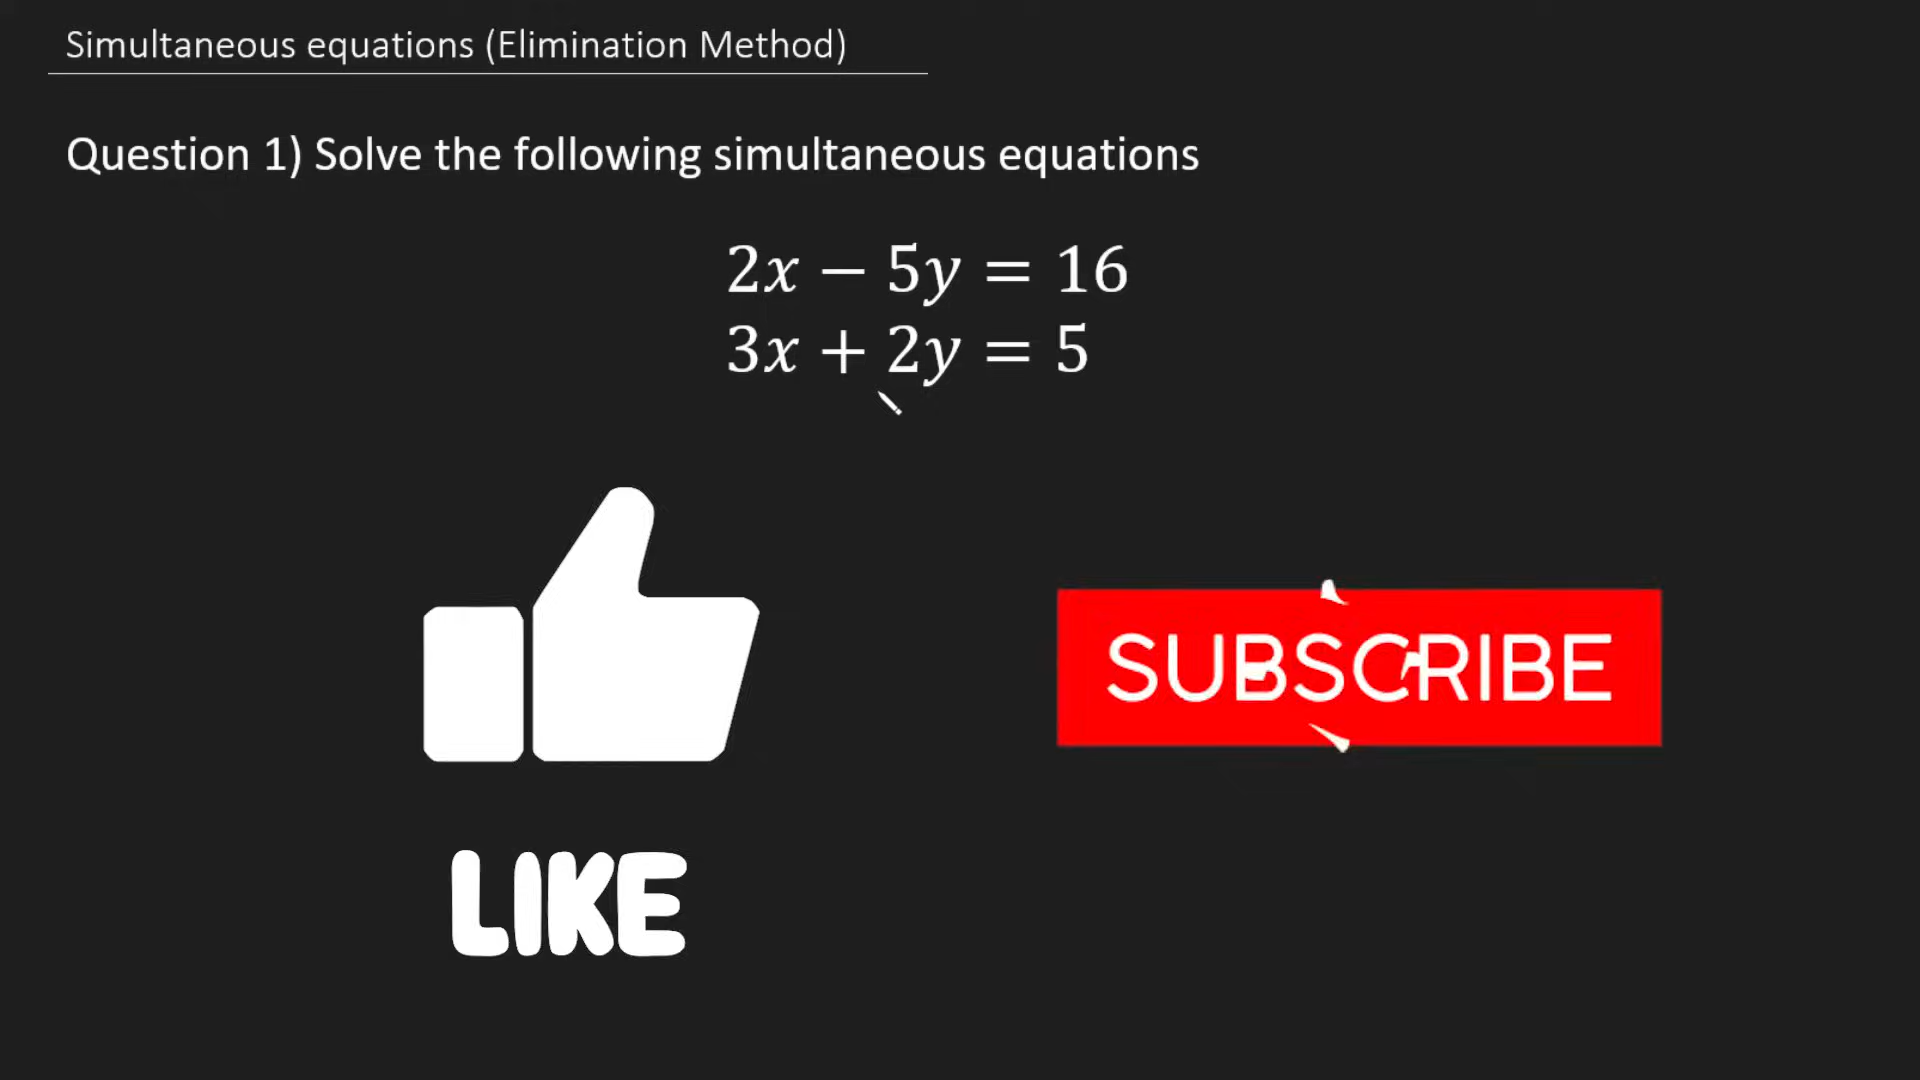 Simultaneous equations (Elimination Method)
Question 1) Solve the following simultaneous equations
2x − 5y = 16
3x + 2y = 5
SUBSCRIBE
LIKE